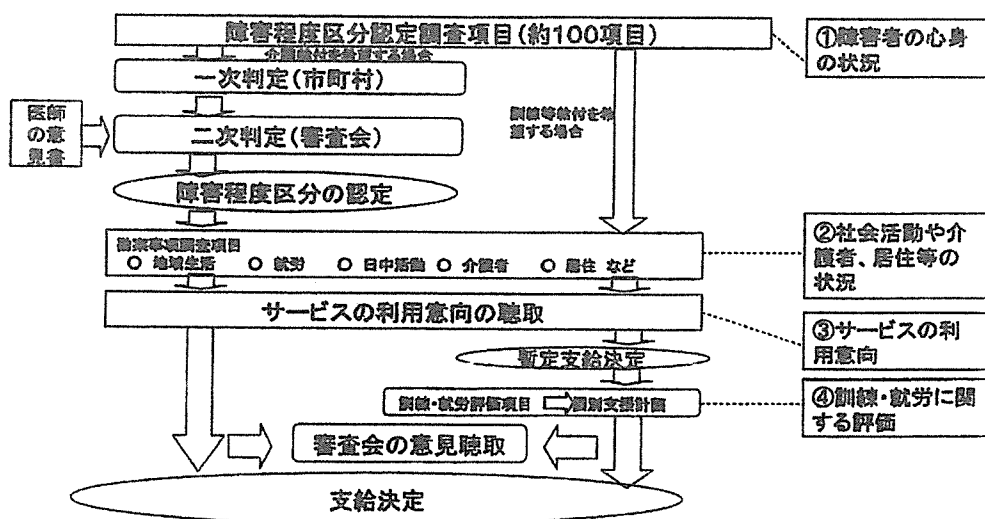 障害程度区分認定調査項目(約100項目)
①障害者の心身
の状況
介護給付を希望する場合
一次判定(市町村)
医師
の意
見書
訓練等給付を希
望する場合
二次判定(審査会)
障害程度区分の認定
勘案事項調査項目
○ 地域生活 ○ 就労 ○ 日中活動 ○ 介護者 ○ 居住 など
②社会活動や介
護者、居住等の
状況
サービスの利用意向の聴取
③サービスの利
用意向
暫定支給決定
訓練・就労評価項目 個別支援計画
④訓練・就労に関
する評価
審査会の意見聴取
支給決定